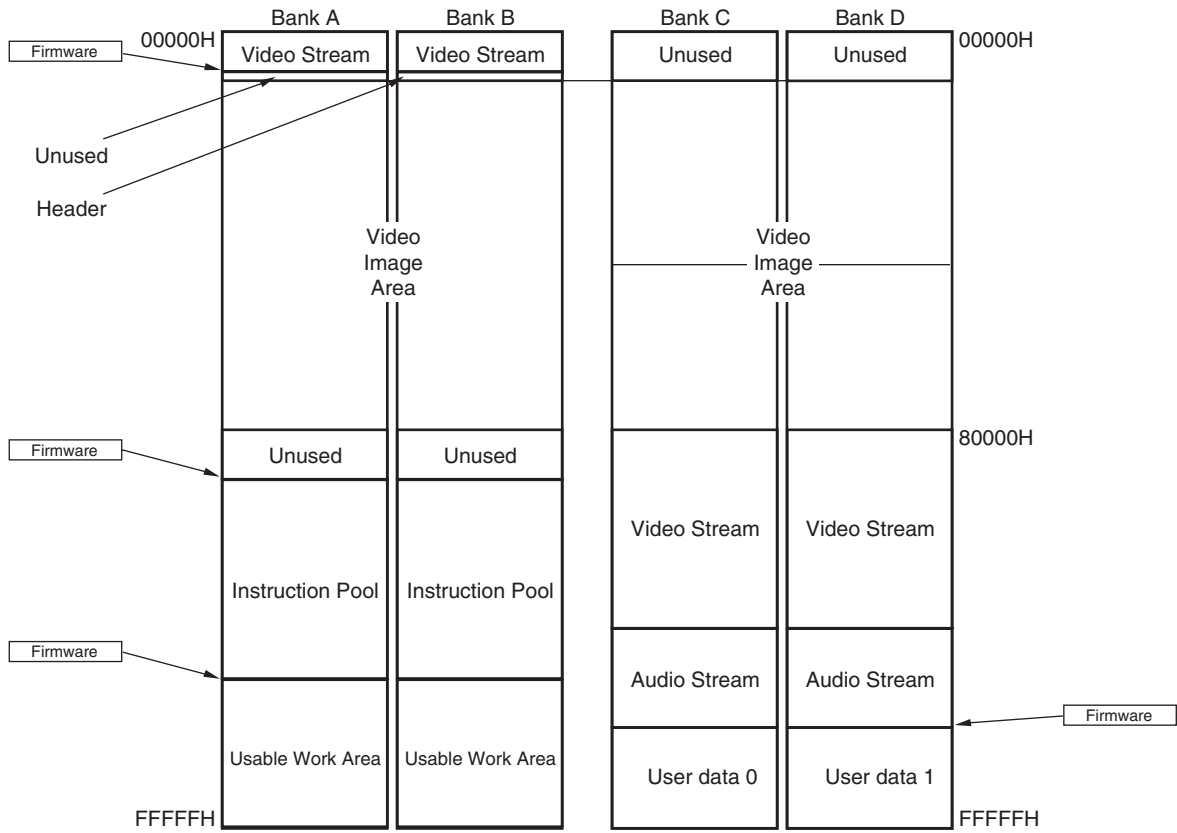 Bank A
Bank B
Bank C
Bank D
00000H
00000H
Firmware
Video Stream
Video Stream
Unused
Unused
Unused
Header
Video
Image
Area
Video
Image
Area
80000H
Firmware
Unused
Unused
Video Stream
Video Stream
Instruction Pool
Instruction Pool
Firmware
Audio Stream
Audio Stream
Firmware
Usable Work Area
Usable Work Area
User data 0
User data 1
FFFFFH
FFFFFH